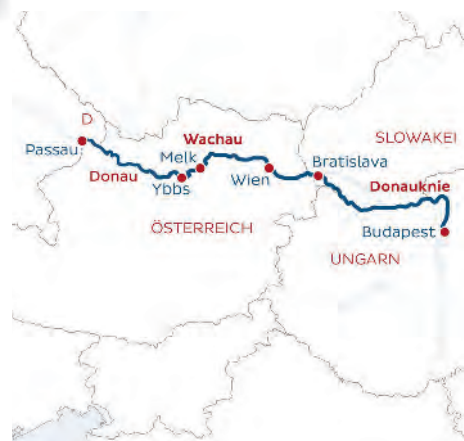 D
SLOWAKEI
Wachau
Passau
Melk
Bratislava
Donau
Ybbs
Wien
Donauknie
ÖSTERREICH
Budapest
UNGARN